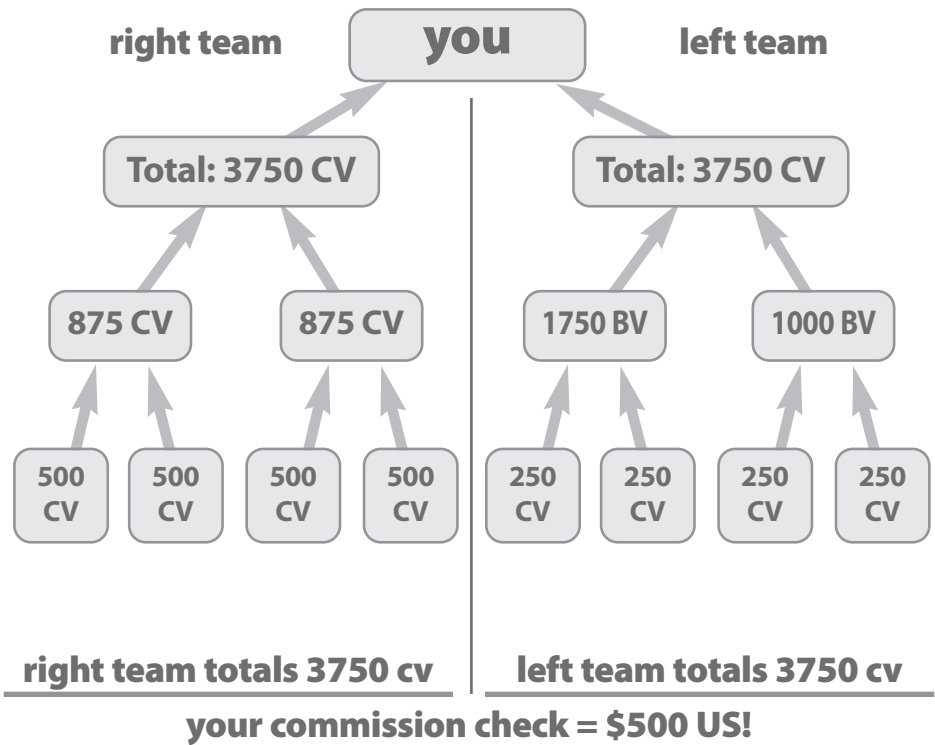 right team
you
left team
Total: 3750 CV
Total: 3750 CV
875 CV
875 CV
1750 BV
1000 BV
500
CV
500
CV
500
CV
500
CV
250
CV
250
CV
250
CV
250
CV
right team totals 3750 cv
left team totals 3750 cv
your commission check = $500 US!